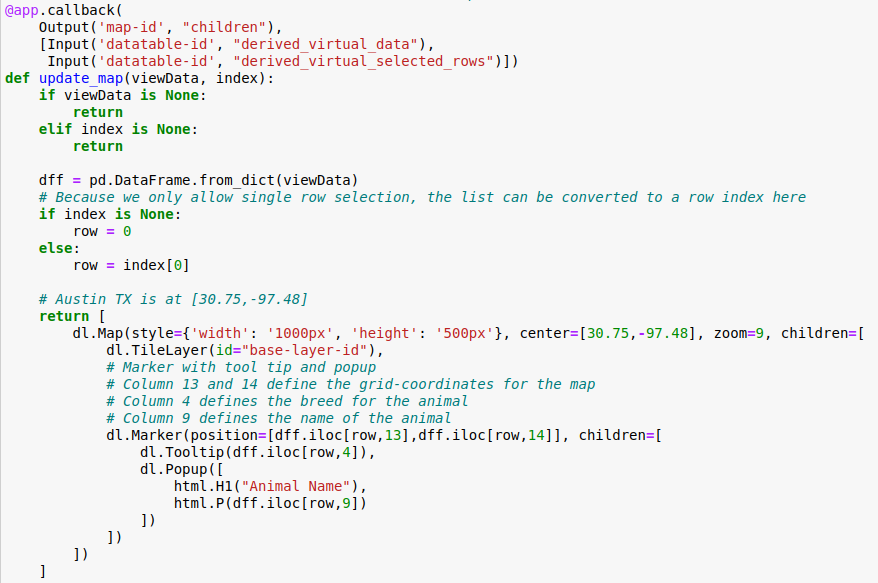 @app.callback(
    Output('map-id', "children"),
    [Input('datatable-id', "derived_virtual_data"),
     Input('datatable-id', "derived_virtual_selected_rows")])
def update_map(viewData, index):
    if viewData is None:
        return
    elif index is None:
        return

    dff = pd.DataFrame.from_dict(viewData)
    # Because we only allow single row selection, the list can be converted to a row index here
    if index is None:
        row = 0
    else:
        row = index[0]

    # Austin TX is at [30.75,-97.48]
    return [
        dl.Map(style={'width': '1000px', 'height': '500px'}, center=[30.75,-97.48], zoom=9, children=[
            dl.TileLayer(id="base-layer-id"),
            # Marker with tool tip and popup
            # Column 13 and 14 define the grid-coordinates for the map
            # Column 4 defines the breed for the animal
            # Column 9 defines the name of the animal
            dl.Marker(position=[dff.iloc[row,13],dff.iloc[row,14]], children=[
                dl.Tooltip(dff.iloc[row,4]),
                dl.Popup([
                    html.H1("Animal Name"),
                    html.P(dff.iloc[row,9])
                ])
            ])
        ])
    ]